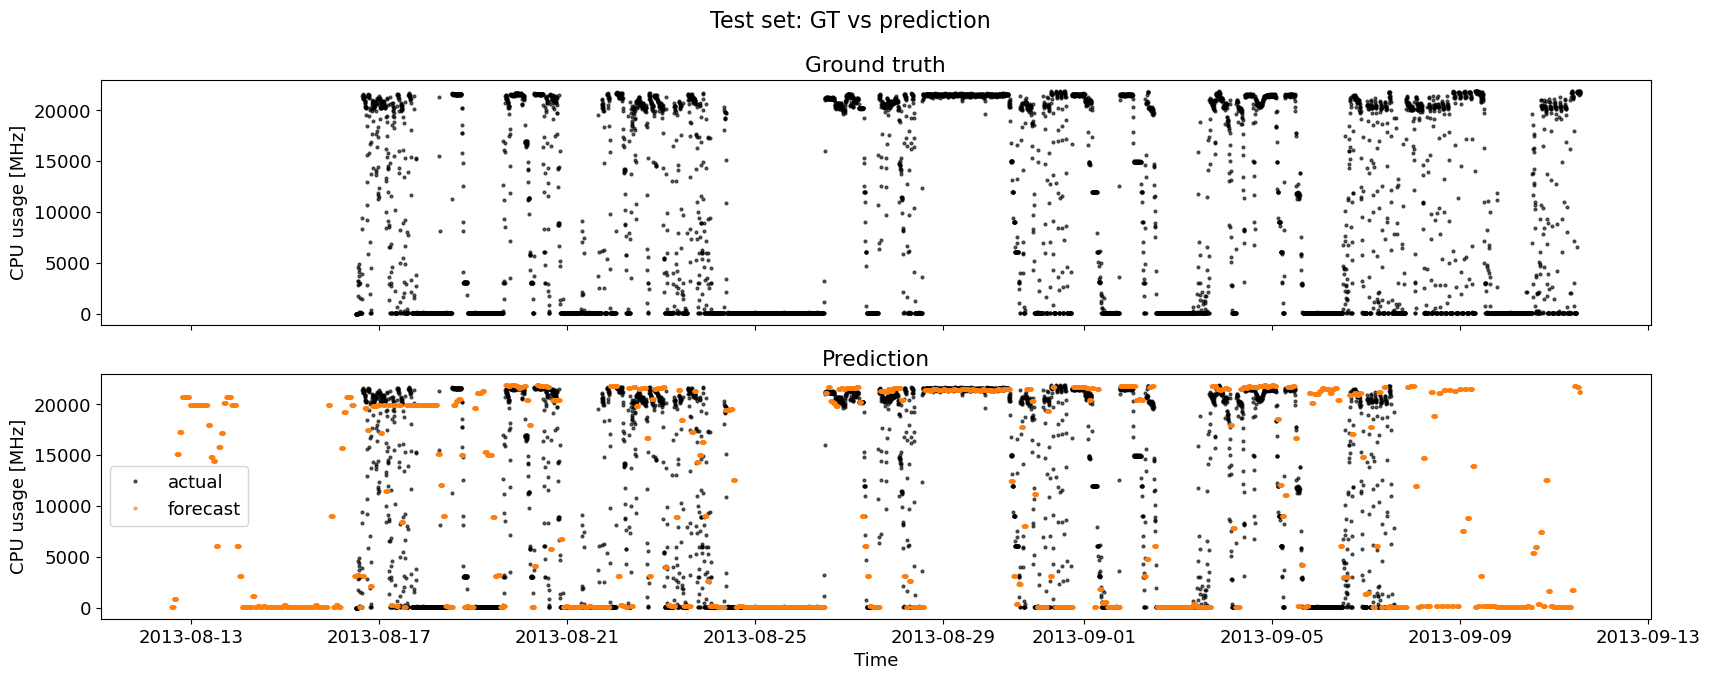 Test set: GT vs prediction
Ground truth
CPU usage [MHz]
20000
15000
10000
5000
0
Prediction
CPU usage [MHz]
20000
15000
10000
5000
0
actual
forecast
2013-08-13 2013-08-17 2013-08-21 2013-08-25 2013-08-29 2013-09-01 2013-09-05 2013-09-09 2013-09-13
Time